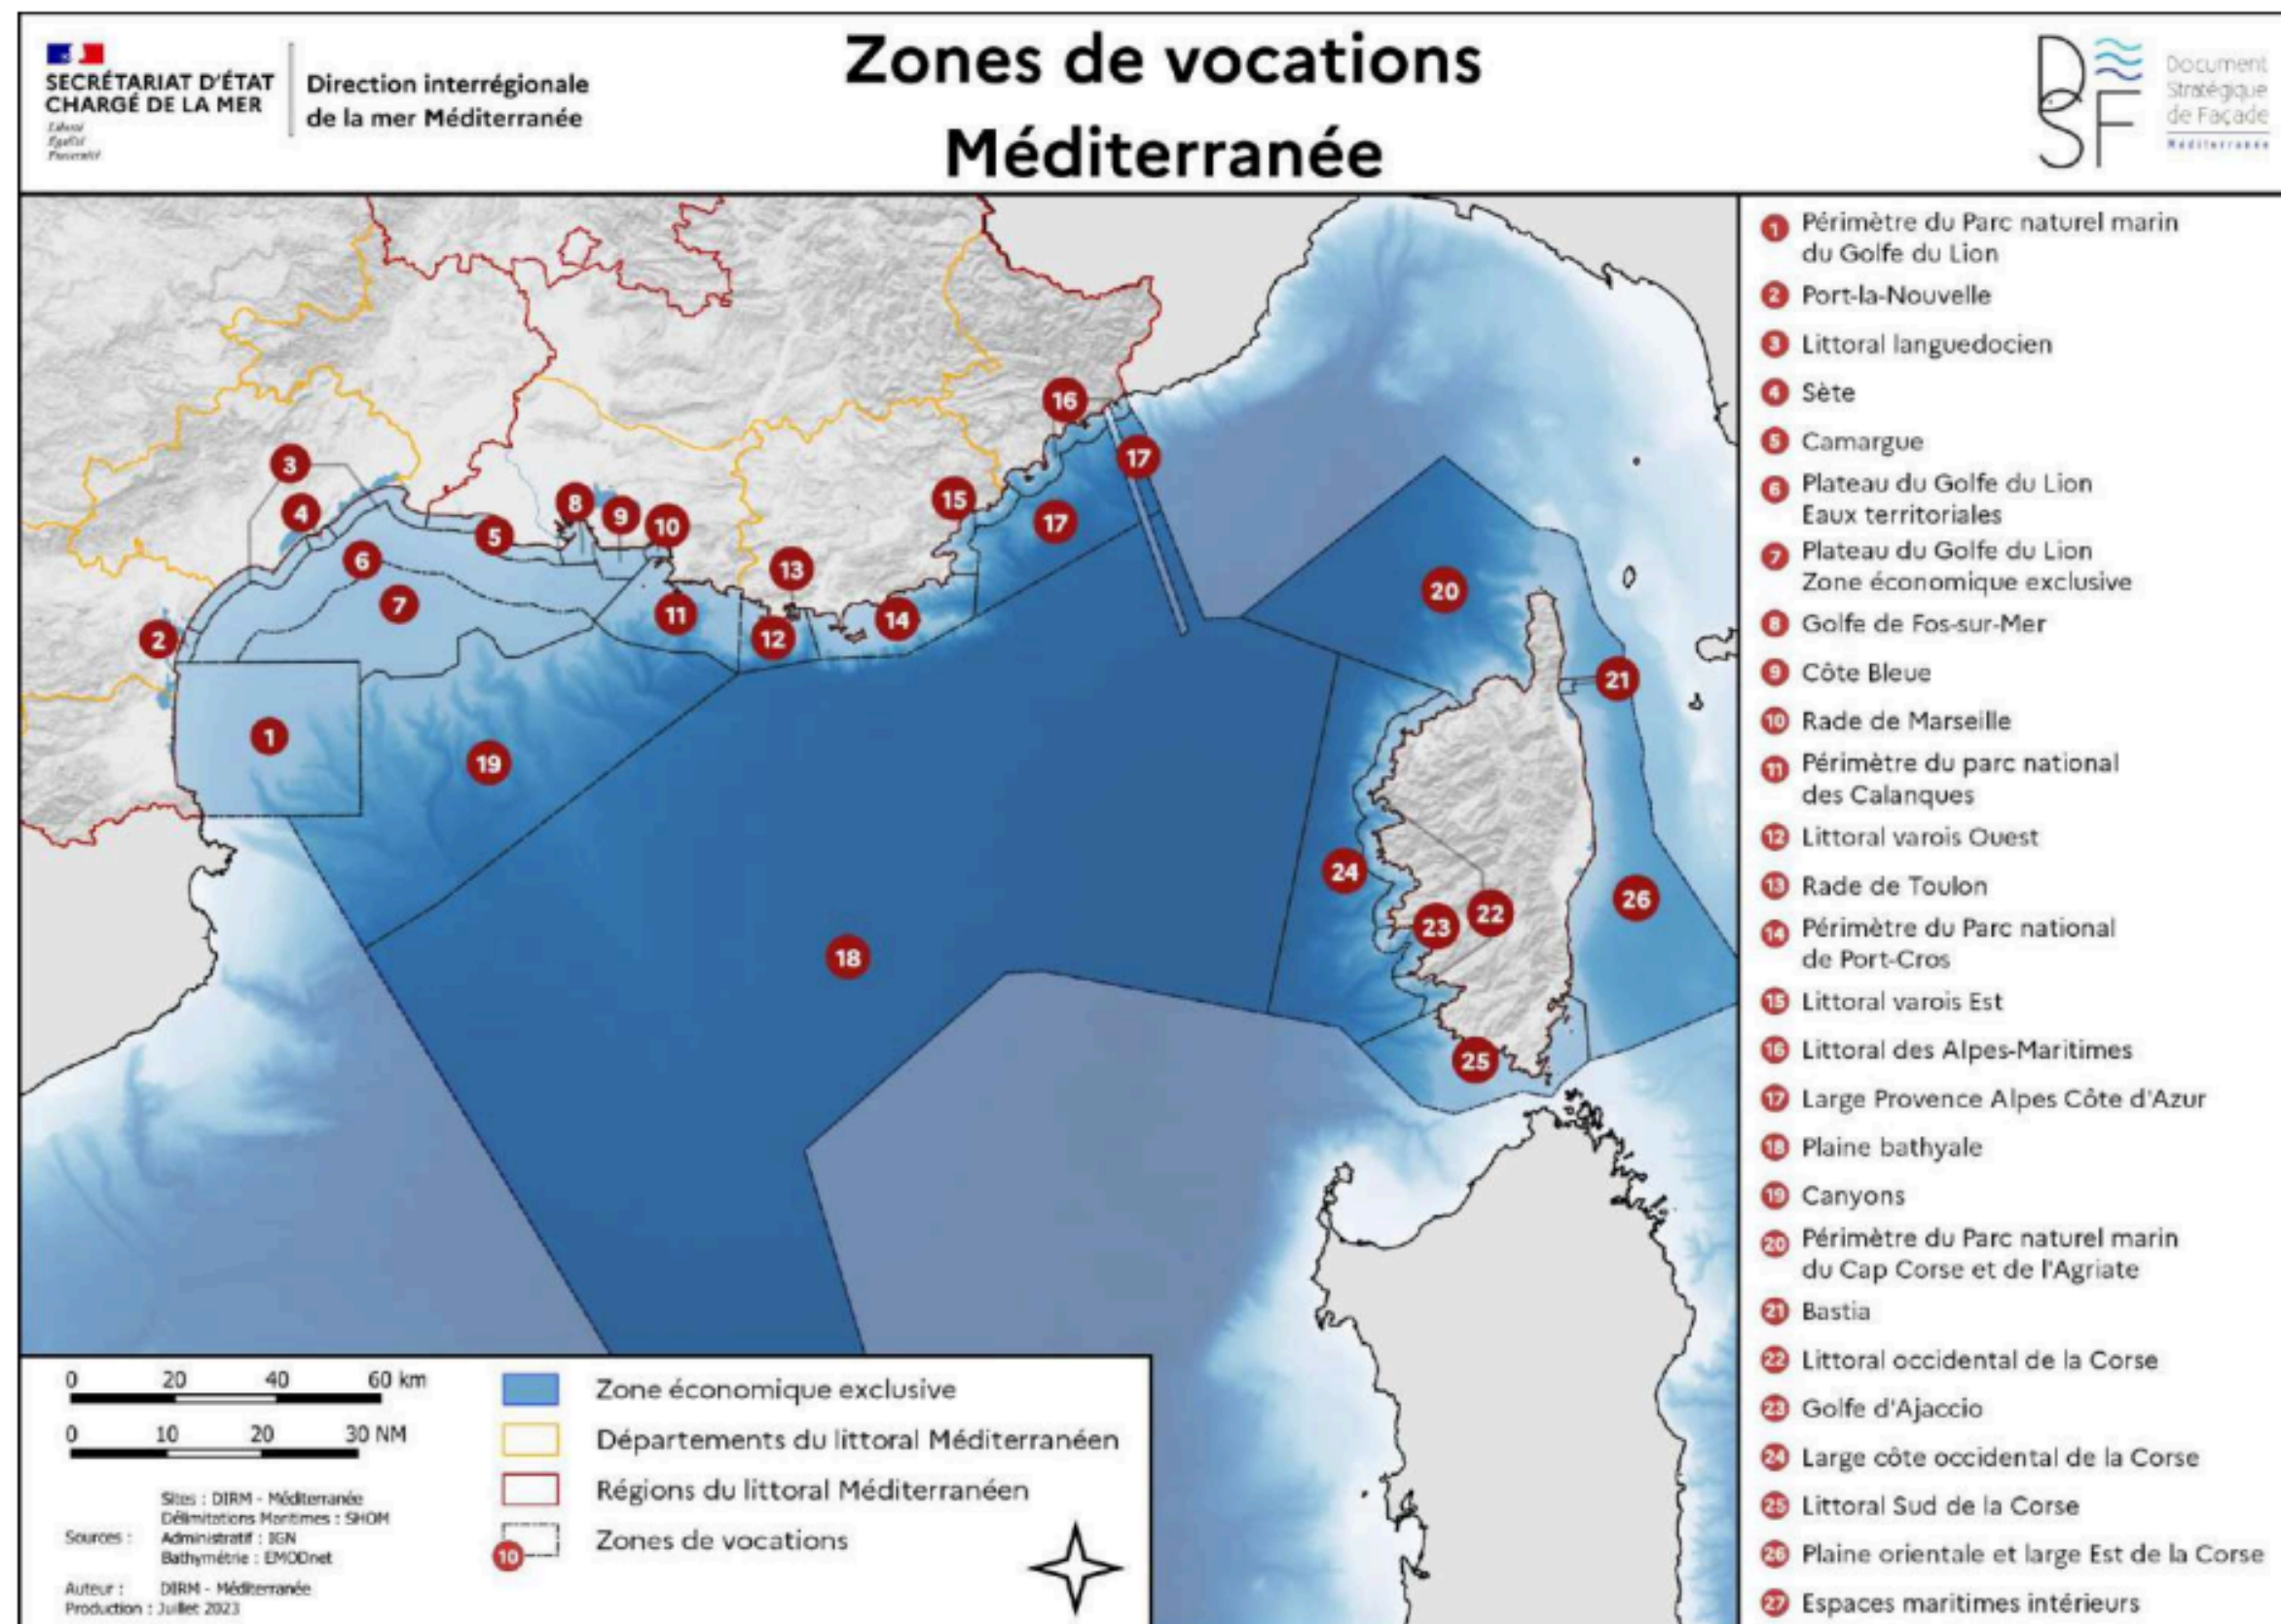 SECRÉTARIAT D'ÉTAT
CHARGÉ DE LA MER
Liberté
Égalité
Fraternité
Direction interrégionale
de la mer Méditerranée
Zones de vocations
Méditerranée
DSF
Document
Stratégique
de Façade
Méditerranée
1 Périmètre du Parc naturel marin
du Golfe du Lion
2 Port-la-Nouvelle
3 Littoral languedocien
4 Sète
5 Camargue
6 Plateau du Golfe du Lion
Eaux territoriales
7 Plateau du Golfe du Lion
Zone économique exclusive
8 Golfe de Fos-sur-Mer
9 Côte Bleue
10 Rade de Marseille
11 Périmètre du parc national
des Calanques
12 Littoral varois Ouest
13 Rade de Toulon
14 Périmètre du Parc national
de Port-Cros
15 Littoral varois Est
16 Littoral des Alpes-Maritimes
17 Large Provence Alpes Côte d'Azur
18 Plaine bathyale
19 Canyons
20 Périmètre du Parc naturel marin
du Cap Corse et de l'Agriate
21 Bastia
22 Littoral occidental de la Corse
23 Golfe d'Ajaccio
24 Large côte occidental de la Corse
25 Littoral Sud de la Corse
26 Plaine orientale et large Est de la Corse
27 Espaces maritimes intérieurs
16
17
3
15
8
4
9
10
17
5
6
13
20
7
11
14
2
12
21
1
19
24
26
22
23
18
25
0 20 40 60 km
0 10 20 30 NM
Sources :
Sites : DIRM - Méditerranée
Délimitations Maritimes : SHOM
Administratif : IGN
Bathymétrie : EMODnet
Auteur : DIRM - Méditerranée
Production : Juillet 2023
Zone économique exclusive
Départements du littoral Méditerranéen
Régions du littoral Méditerranéen
10 Zones de vocations